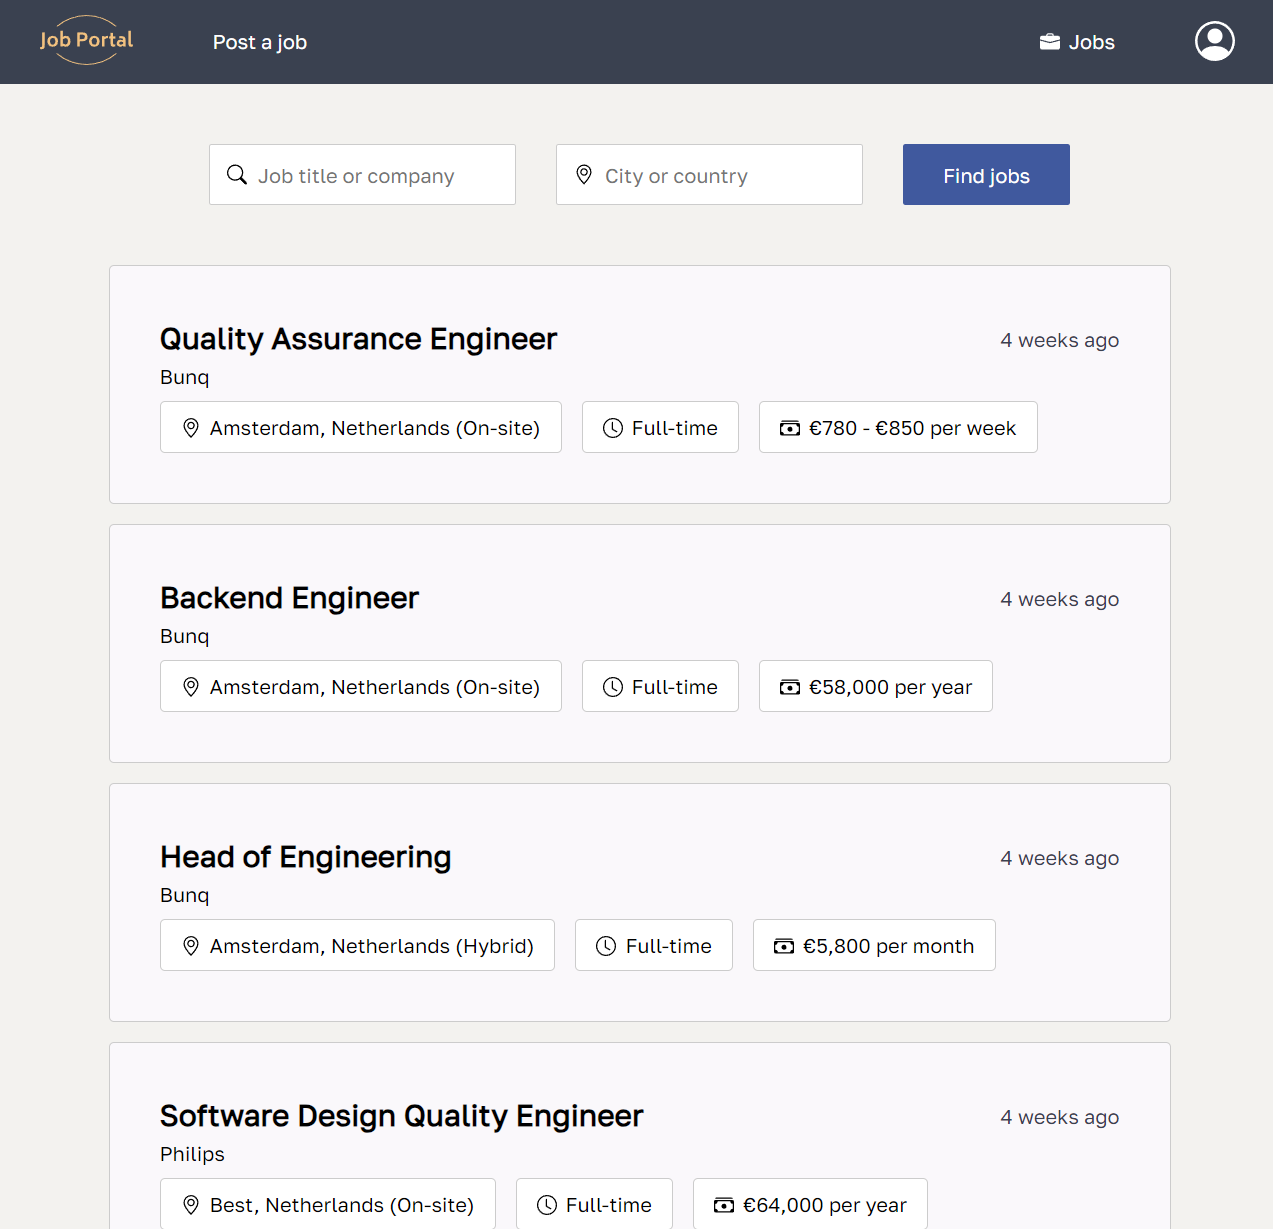 Job Portal
Post a job
Jobs
Job title or company
City or country
Find jobs
Quality Assurance Engineer
4 weeks ago
Bunq
Amsterdam, Netherlands (On-site)
Full-time
€780 - €850 per week
Backend Engineer
4 weeks ago
Bunq
Amsterdam, Netherlands (On-site)
Full-time
€58,000 per year
Head of Engineering
4 weeks ago
Bunq
Amsterdam, Netherlands (Hybrid)
Full-time
€5,800 per month
Software Design Quality Engineer
4 weeks ago
Philips
Best, Netherlands (On-site)
Full-time
€64,000 per year